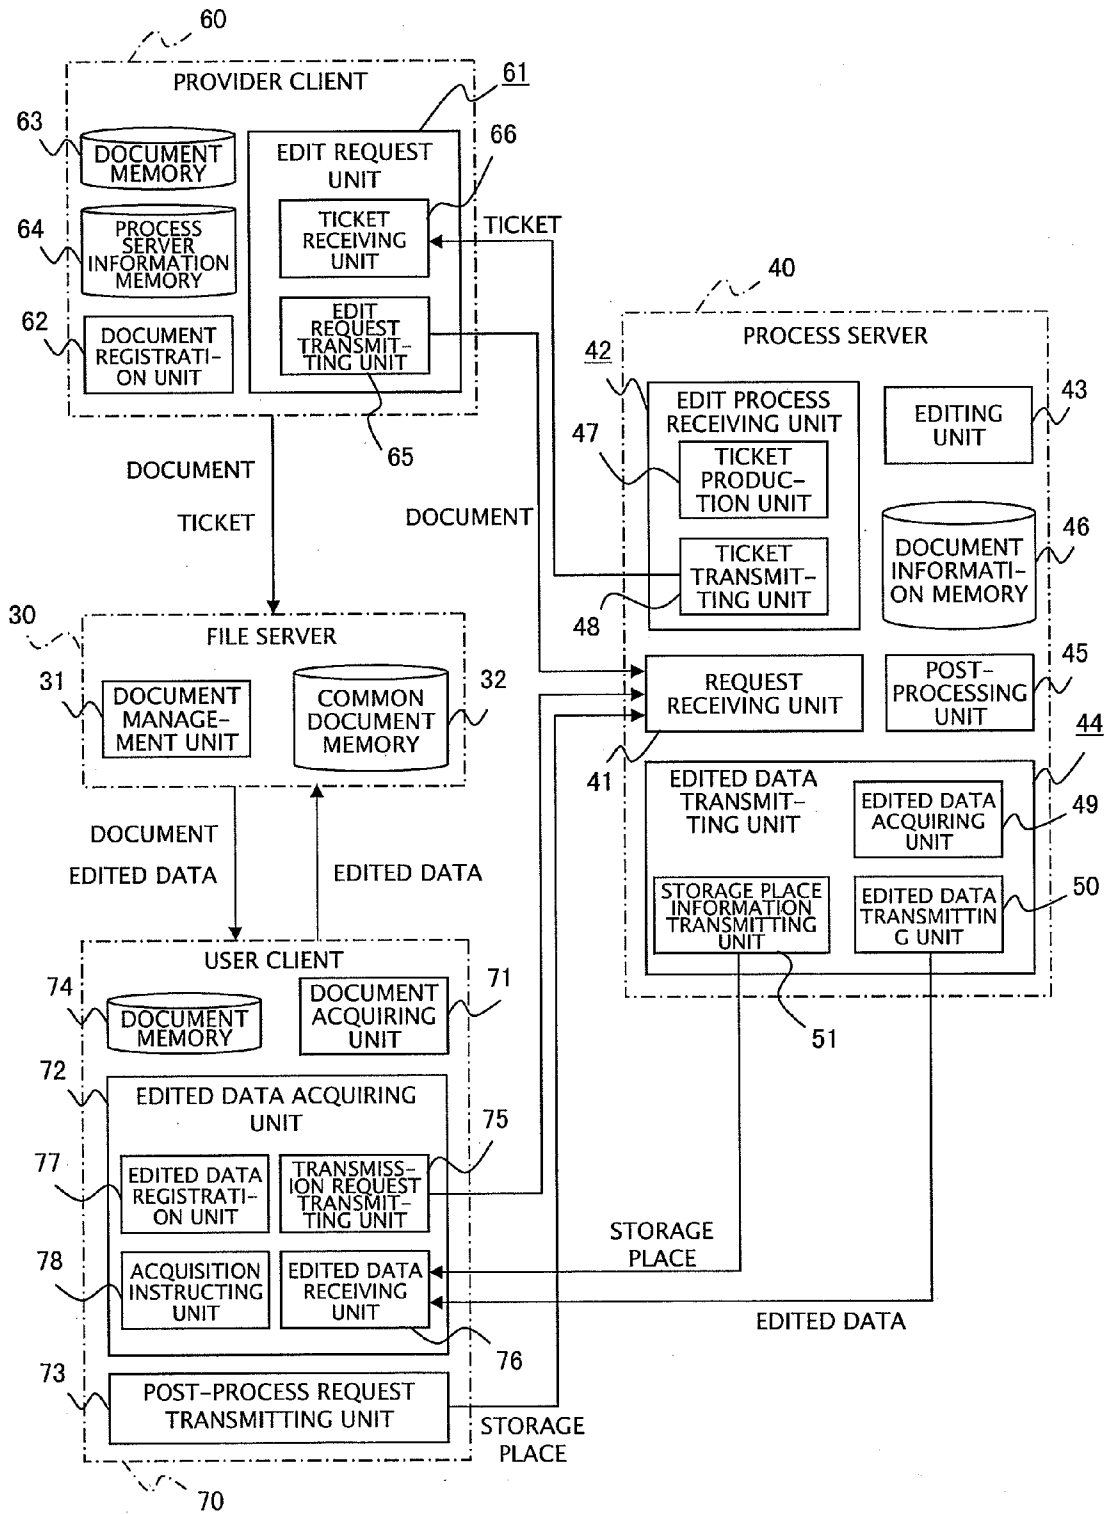 60
PROVIDER CLIENT
61
63
DOCUMENT
MEMORY
EDIT REQUEST
UNIT
66
64
PROCESS
SERVER
INFORMATION
MEMORY
TICKET
RECEIVING
UNIT
TICKET
62
DOCUMENT
REGISTRATI-
ON UNIT
EDIT
REQUEST
TRANSMIT-
TING UNIT
65
DOCUMENT
TICKET
DOCUMENT
40
PROCESS SERVER
42
EDIT PROCESS
RECEIVING UNIT
47
TICKET
PRODUC-
TION UNIT
TICKET
TRANSMIT-
TING UNIT
48
EDITING
UNIT
43
DOCUMENT
INFORMATI-
ON MEMORY
46
REQUEST
RECEIVING UNIT
41
POST-
PROCESSING
UNIT
45
44
EDITED DATA
TRANSMIT-
TING UNIT
EDITED DATA
ACQUIRING
UNIT
49
STORAGE PLACE
INFORMATION
TRANSMITTING
UNIT
51
EDITED DATA
TRANSMITTIN
G UNIT
50
30
FILE SERVER
31
DOCUMENT
MANAGE-
MENT UNIT
COMMON
DOCUMENT
MEMORY
32
DOCUMENT
EDITED DATA
EDITED DATA
USER CLIENT
74
DOCUMENT
MEMORY
DOCUMENT
ACQUIRING
UNIT
71
72
EDITED DATA ACQUIRING
UNIT
75
77
EDITED DATA
REGISTRATI-
ON UNIT
TRANSMISS-
ION REQUEST
TRANSMIT-
TING UNIT
78
ACQUISITION
INSTRUCTING
UNIT
EDITED DATA
RECEIVING
UNIT
76
STORAGE
PLACE
EDITED DATA
73
POST-PROCESS REQUEST
TRANSMITTING UNIT
STORAGE
PLACE
70